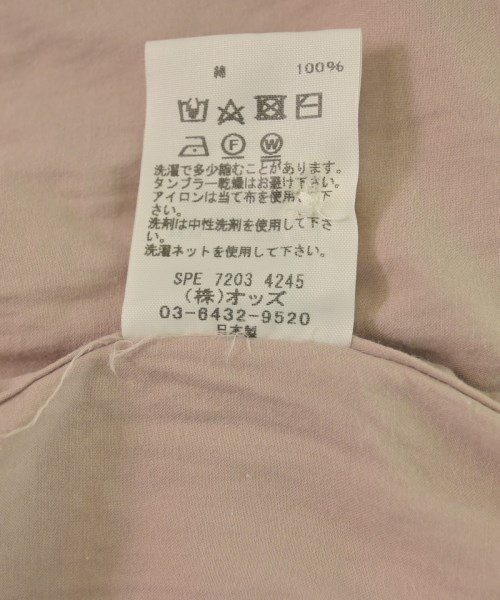 綿 100%
洗濯で多少縮むことがあります。
タンブラー乾燥はお避け下さい。
アイロンは当て布を使用 下
さい。
洗剤は中性洗剤を使用して下さ
い。
洗濯ネットを使用して下さい。
SPE 7203 4245
(株)オッズ
03-6432-9520
日本製